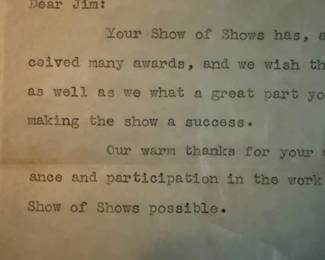 Dear Jim:
Your Show of Shows has, a
ceived many awards, and we wish th
as well as we what a great part yo
making the show a success.
Our warm thanks for your
ance and participation in the work
Show of Shows possible.